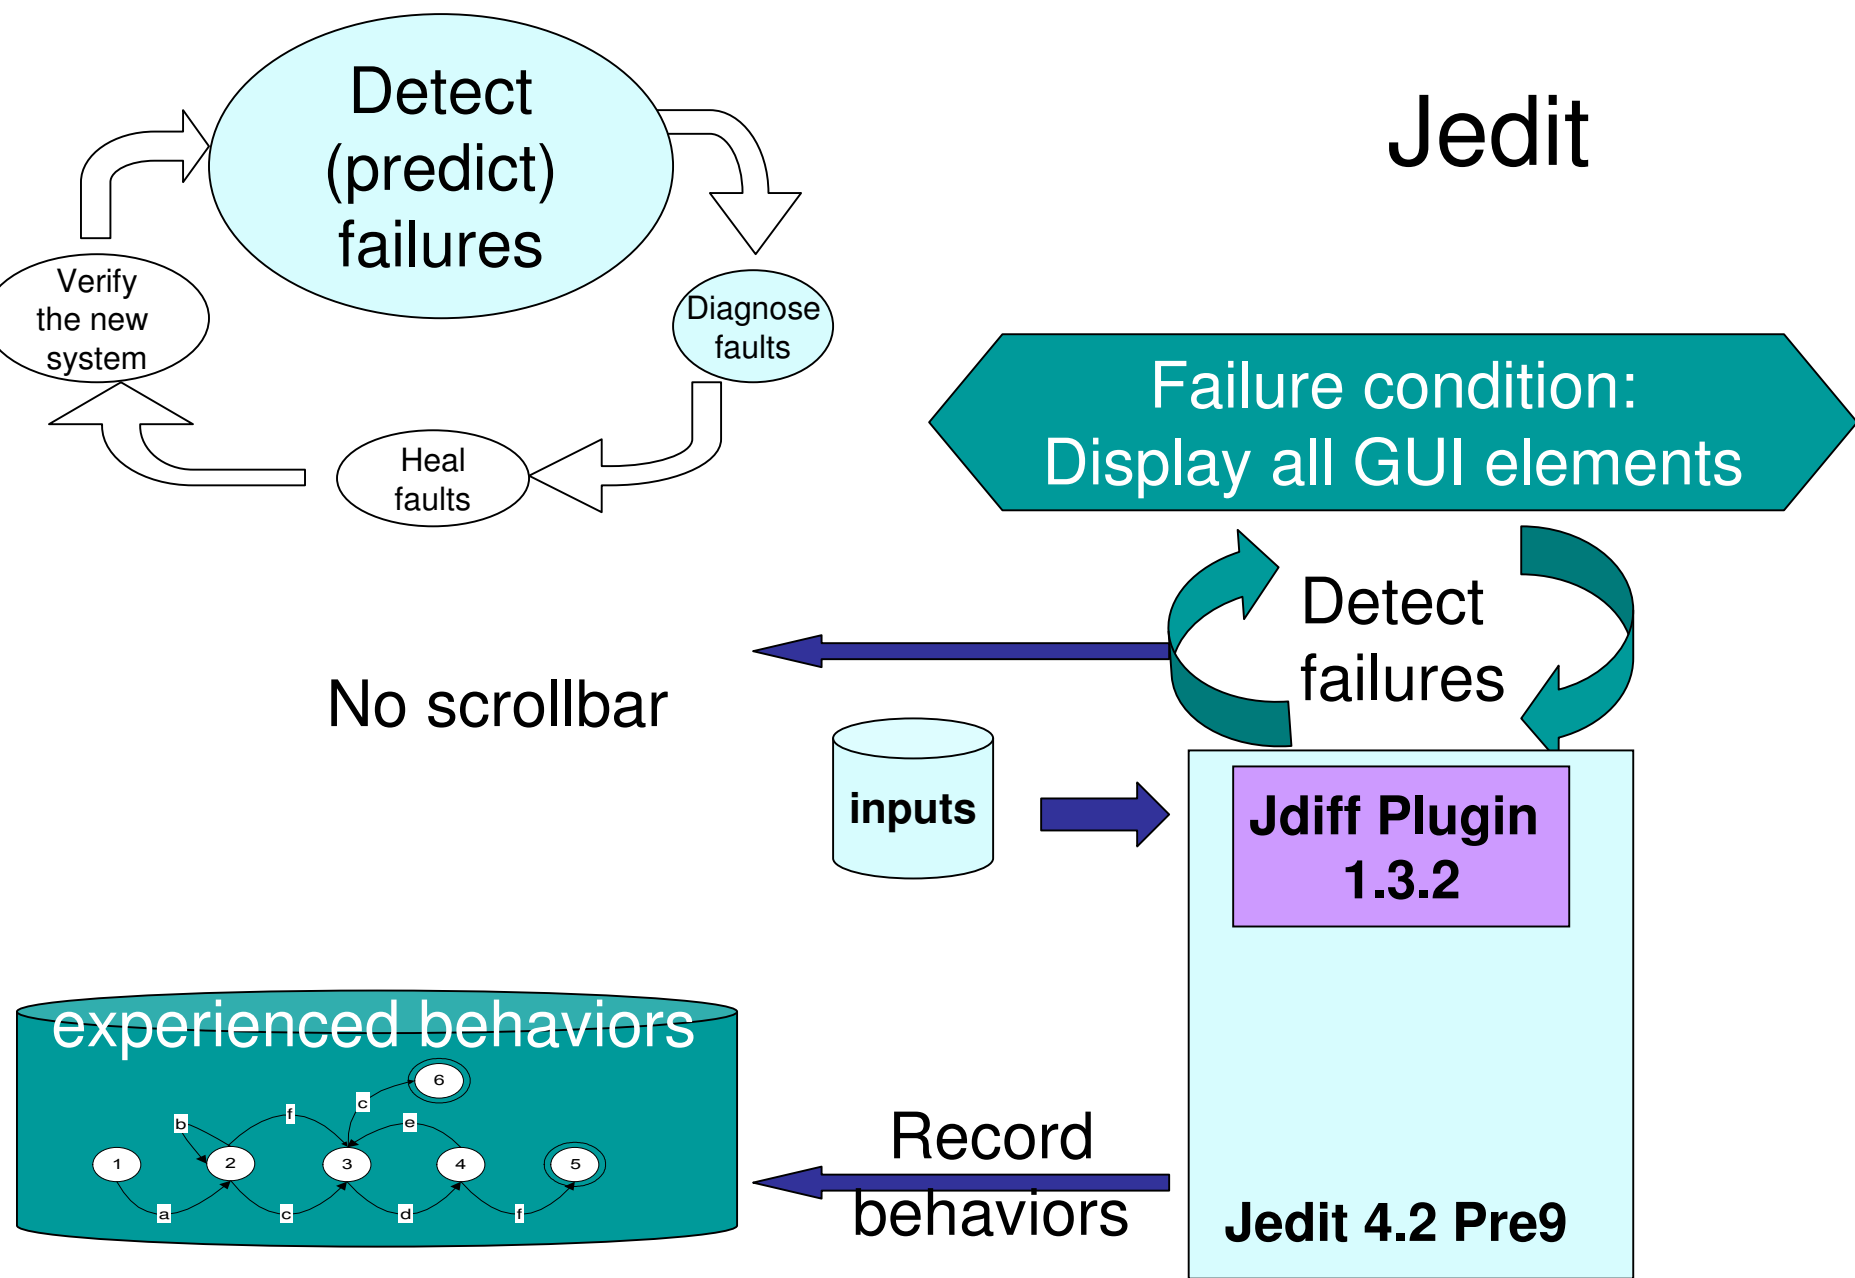 Detect
(predict)
failures
Jedit
Verify
the new
system
Diagnose
faults
Heal
faults
Failure condition:
Display all GUI elements
Detect
failures
No scrollbar
inputs
Jdiff Plugin
1.3.2
experienced behaviors
6
c
f
e
b
1
2
3
4
5
a
c
d
f
Record
behaviors
Jedit 4.2 Pre9